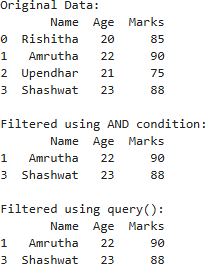 Original Data:
       Name  Age  Marks
0  Rishitha   20     85
1   Amrutha   22     90
2  Upendhar   21     75
3  Shashwat   23     88

Filtered using AND condition:
       Name  Age  Marks
1   Amrutha   22     90
3  Shashwat   23     88

Filtered using query():
       Name  Age  Marks
1   Amrutha   22     90
3  Shashwat   23     88